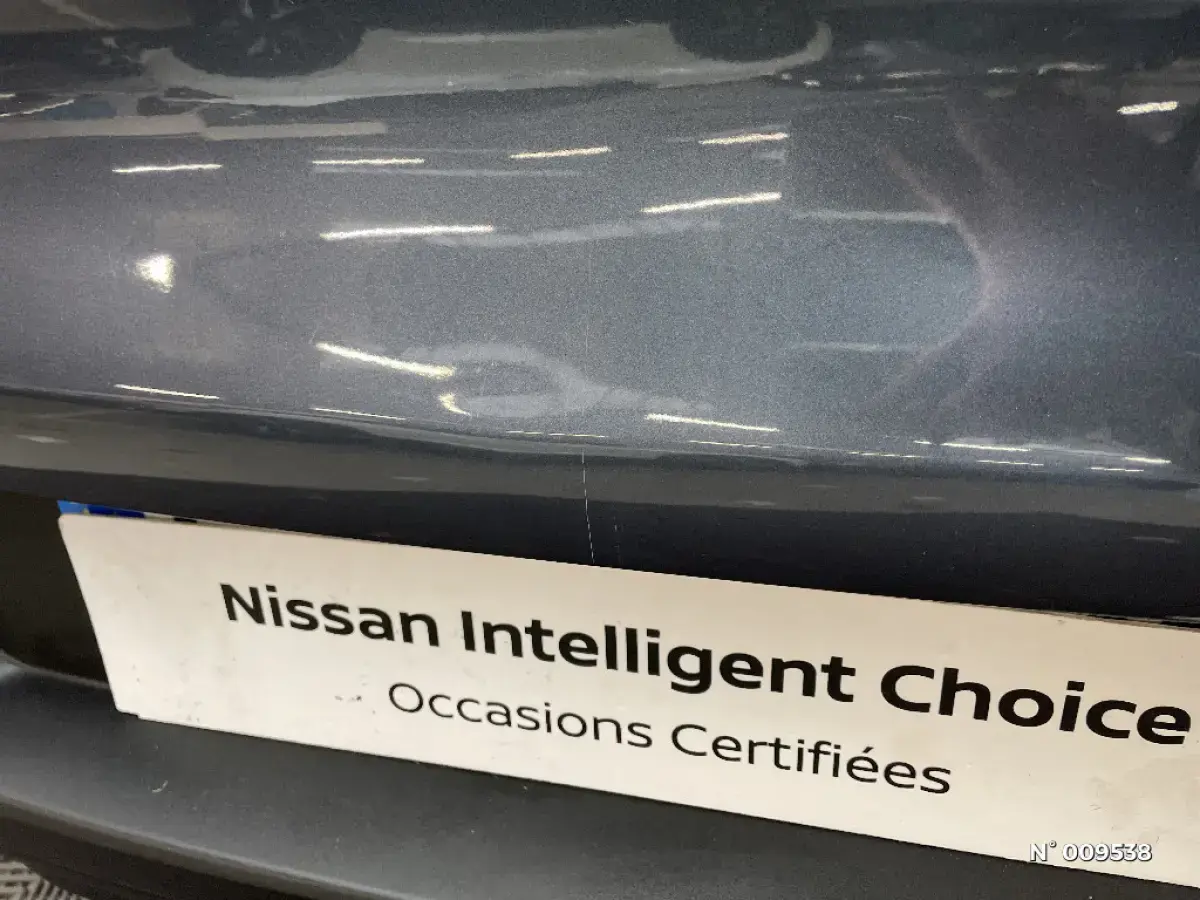 Nissan Intelligent Choice
Occasions Certifiées
N° 009538